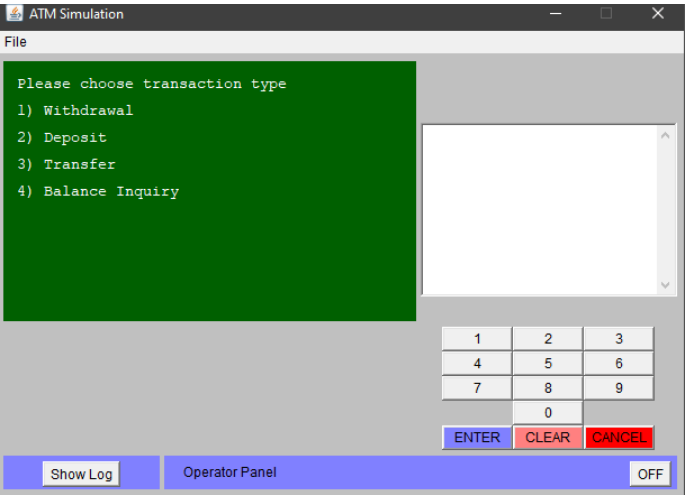 ATM Simulation
File
Please choose transaction type
1) Withdrawal
2) Deposit
3) Transfer
4) Balance Inquiry
1 2 3
4 5 6
7 8 9
0
ENTER CLEAR CANCEL
Show Log Operator Panel OFF